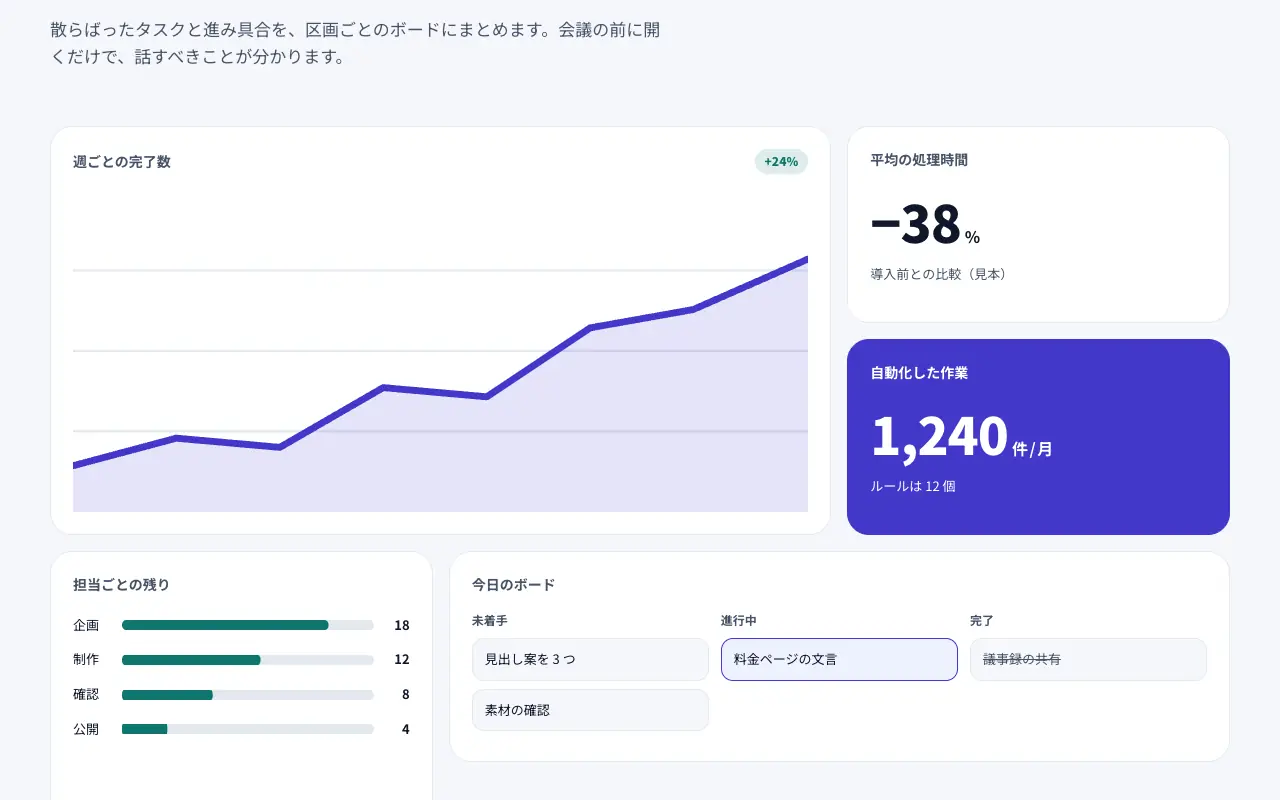 散らばったタスクと進み具合を、区画ごとのボードにまとめます。会議の前に開
くだけで、話すべきことが分かります。
週ごとの完了数
+24%
平均の処理時間
−38 %
導入前との比較（見本）
自動化した作業
1,240 件/月
ルールは 12 個
担当ごとの残り
企画 18
制作 12
確認 8
公開 4
今日のボード
未着手
見出し案を 3 つ
素材の確認
進行中
料金ページの文言
完了
議事録の共有